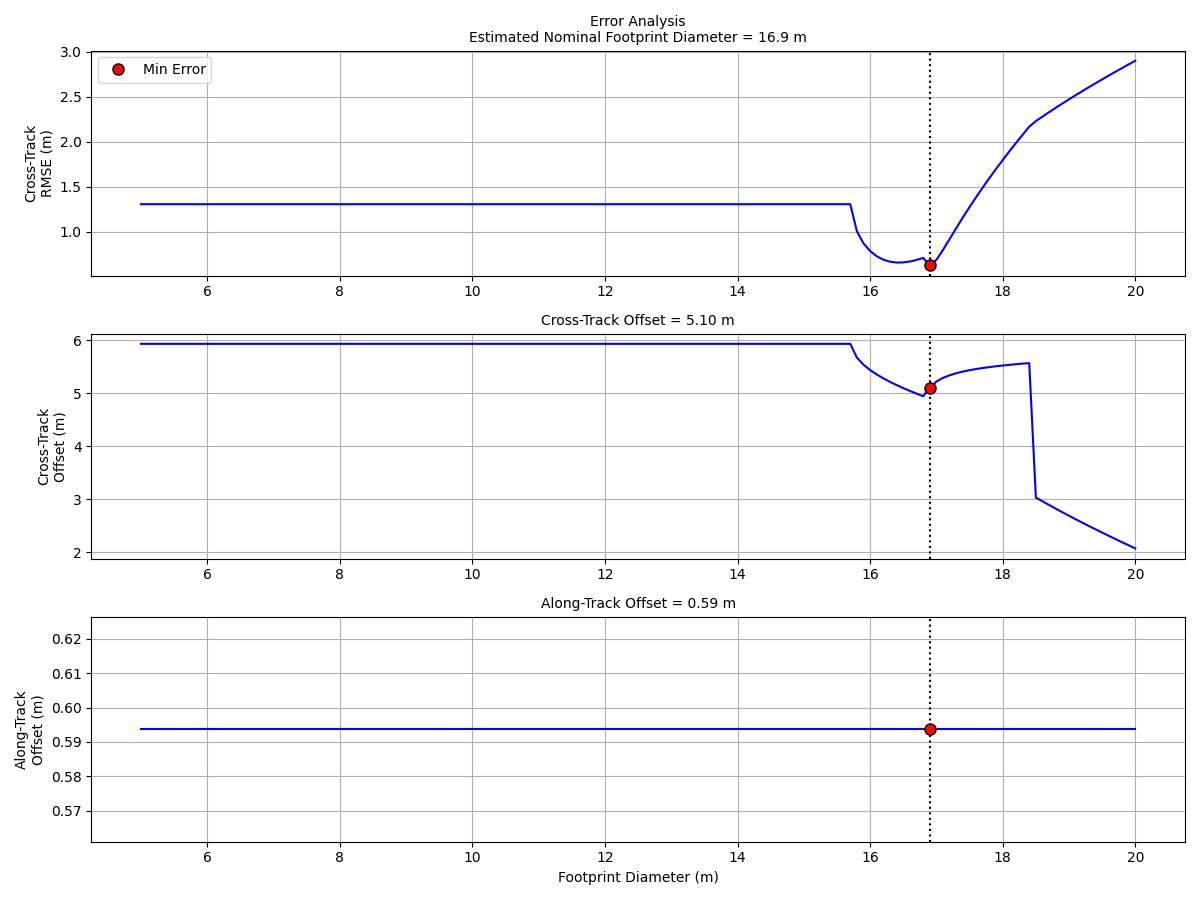 Error Analysis
Estimated Nominal Footprint Diameter = 16.9 m
3.0
2.5
2.0
1.5
1.0
Cross-Track
RMSE (m)
Min Error
6 8 10 12 14 16 18 20
Cross-Track Offset = 5.10 m
6
5
4
3
2
Cross-Track
Offset (m)
6 8 10 12 14 16 18 20
Along-Track Offset = 0.59 m
0.62
0.61
0.60
0.59
0.58
0.57
Along-Track
Offset (m)
6 8 10 12 14 16 18 20
Footprint Diameter (m)